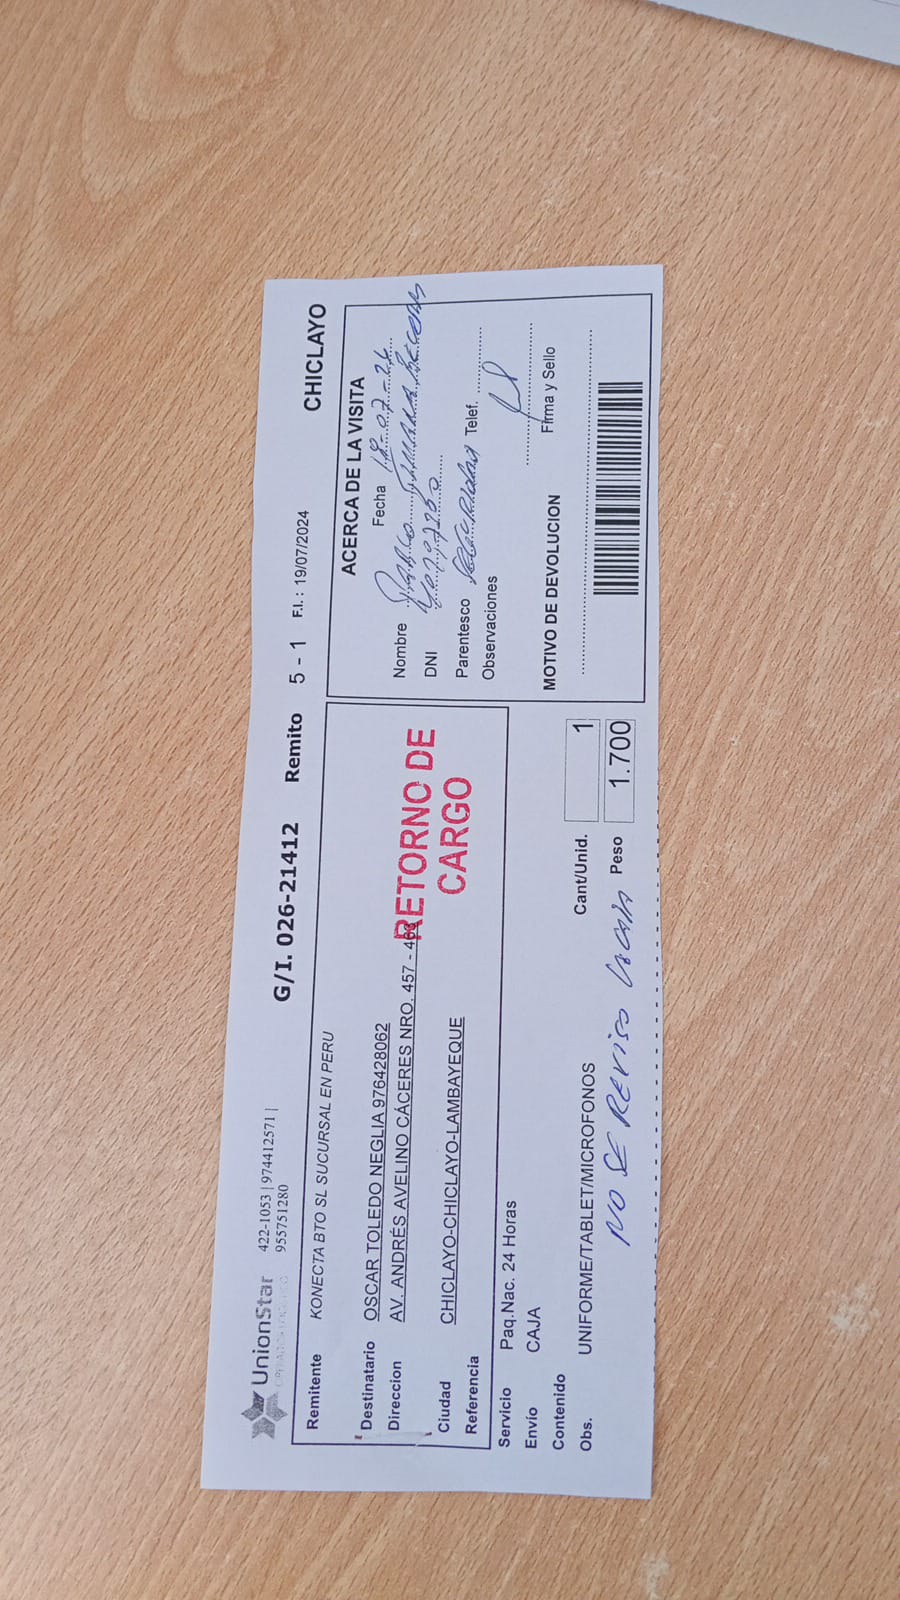 UnionStar
422-1053 | 974412571 |
955751280
G/I. 026-21412
Remito 5 - 1 F.I. : 19/07/2024
CHICLAYO
Remitente KONECTA BTO SL SUCURSAL EN PERU
Destinatario OSCAR TOLEDO NEGLIA 976428062
Direccion AV. ANDRÉS AVELINO CÁCERES NRO. 457 -
Ciudad CHICLAYO-CHICLAYO-LAMBAYEQUE
Referencia
RETORNO DE
CARGO
Servicio Paq.Nac. 24 Horas
Envío CAJA
Contenido
Obs. UNIFORME/TABLET/MICROFONOS
Cant/Unid. 1
Peso 1.700
NO SE REVISO
ACERCA DE LA VISITA
Fecha
Nombre
DNI
Parentesco Seguridad Telef.
Observaciones
Firma y Sello
MOTIVO DE DEVOLUCION